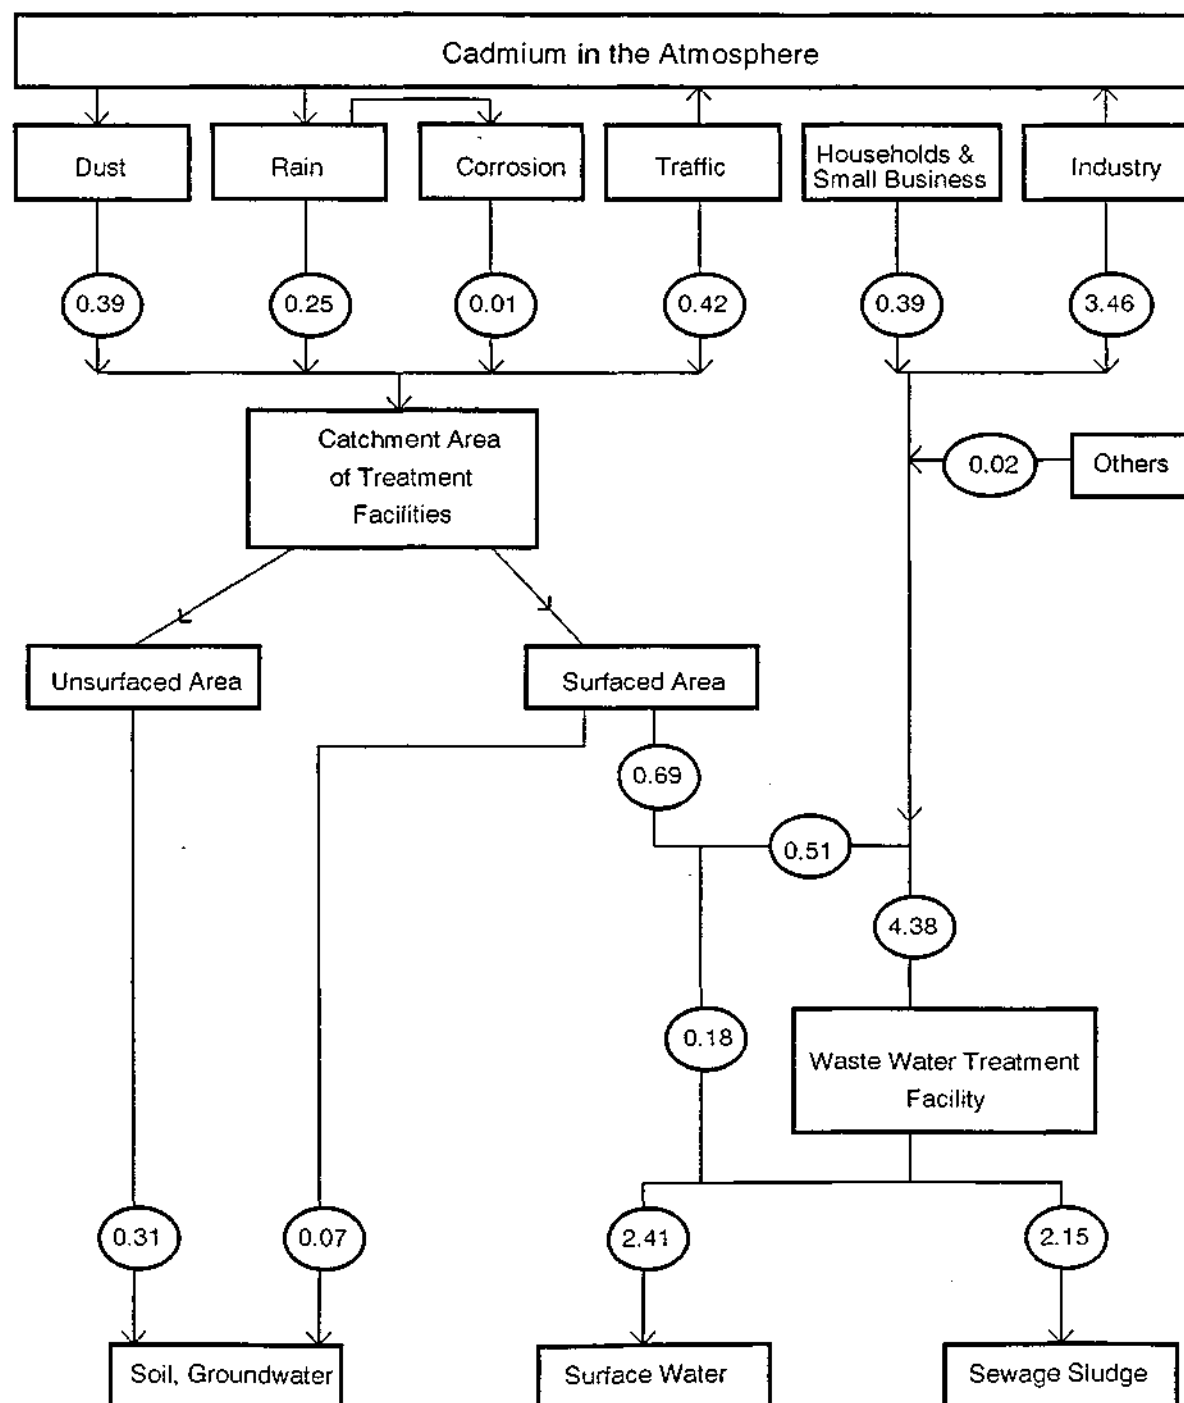 Cadmium in the Atmosphere
Dust
Rain
Corrosion
Traffic
Households &
Small Business
Industry
0.39
0.25
0.01
0.42
0.39
3.46
Catchment Area
of Treatment
Facilities
0.02
Others
Unsurfaced Area
Surfaced Area
0.69
0.51
4.38
0.18
Waste Water Treatment
Facility
0.31
0.07
2.41
2.15
Soil, Groundwater
Surface Water
Sewage Sludge